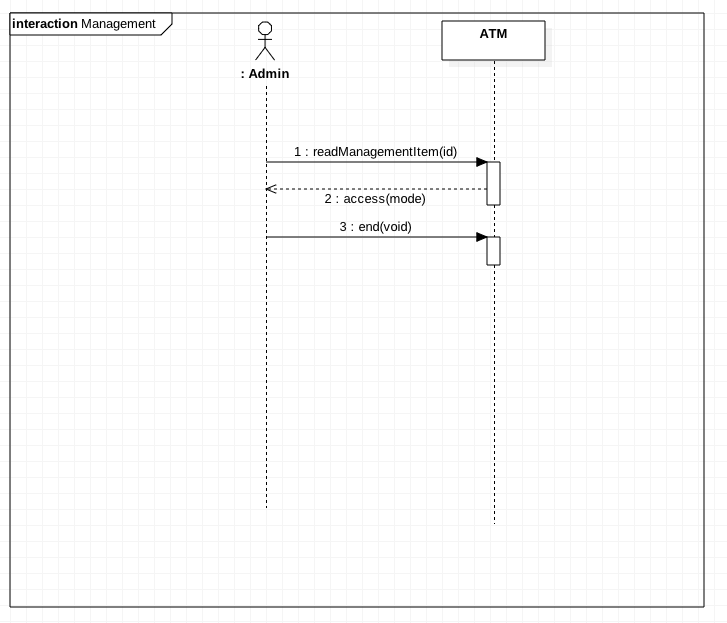 interaction Management
: Admin
ATM
1 : readManagementItem(id)
2 : access(mode)
3 : end(void)